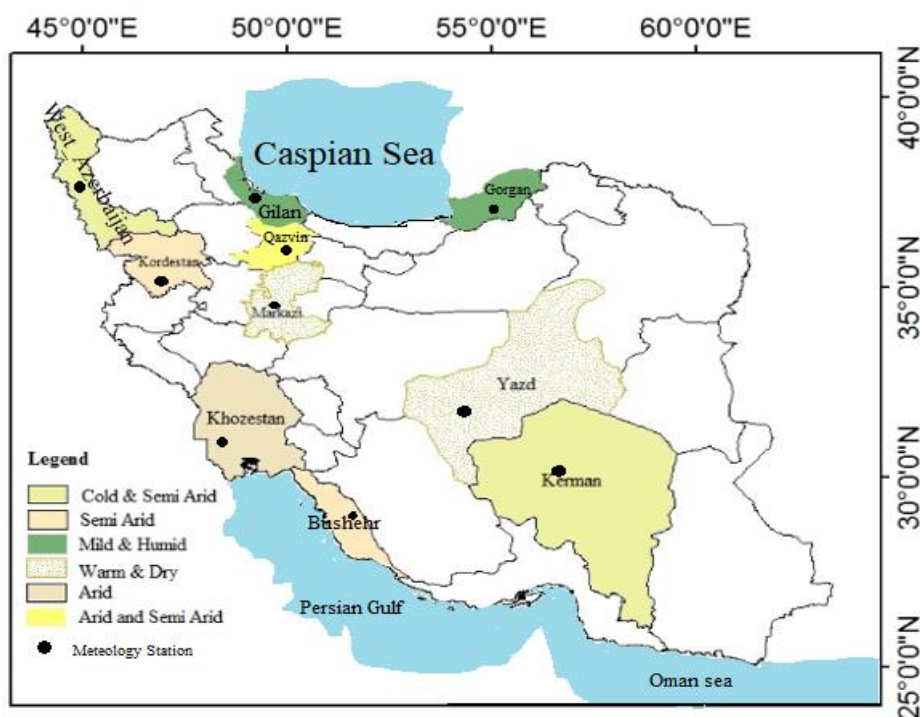 45°0'0"E 50°0'0"E 55°0'0"E 60°0'0"E
40°0'0"N
35°0'0"N
30°0'0"N
25°0'0"N
West_Azerbaijan
Caspian Sea
Gilan
Gorgan
Qazvin
Kordestan
Markazi
Yazd
Khozestan
Kerman
Bushehr
Persian Gulf
Oman sea
Legend
Cold & Semi Arid
Semi Arid
Mild & Humid
Warm & Dry
Arid
Arid and Semi Arid
Meteology Station